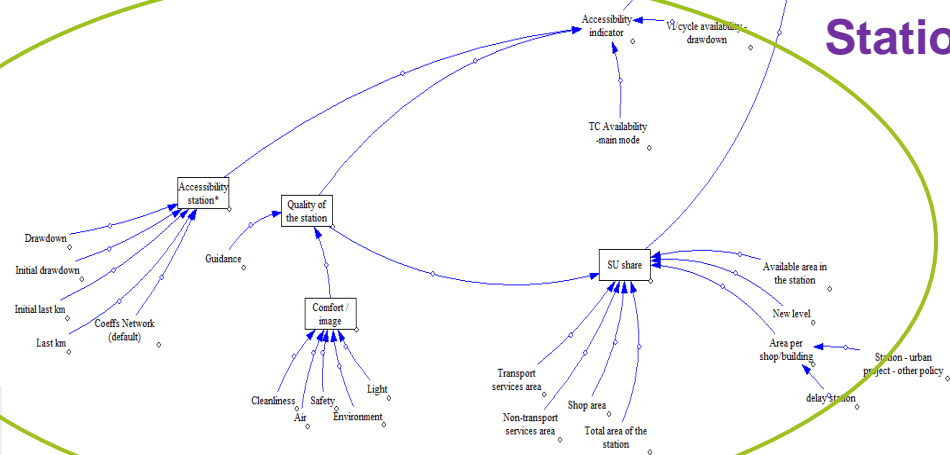 Statio
Accessibility
indicator
VI/cycle availability -
drawdown
TC Availability
-main mode
Accessibility
station*
Quality of
the station
Drawdown
Guidance
Initial drawdown
SU share
Available area in
the station
Initial last km
Coeffs Network
(default)
Comfort /
image
New level
Last km
Area per
shop/building
Station - urban
project - other policy
Transport
services area
Light
Cleanliness
Safety
Air
Environment
Shop area
delay station
Non-transport
services area
Total area of the
station